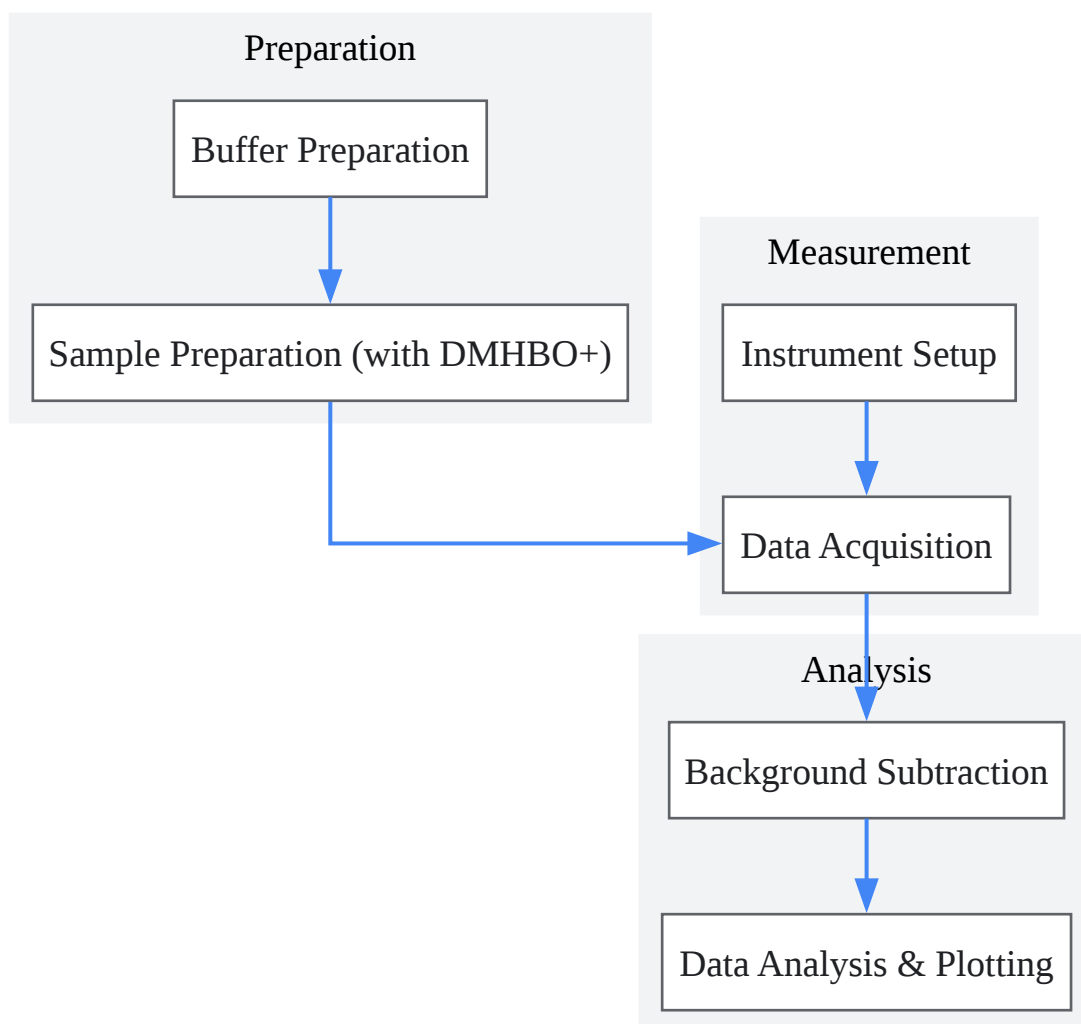 Preparation
Buffer Preparation
Sample Preparation (with DMHBO+)
Measurement
Instrument Setup
Data Acquisition
Analysis
Background Subtraction
Data Analysis & Plotting